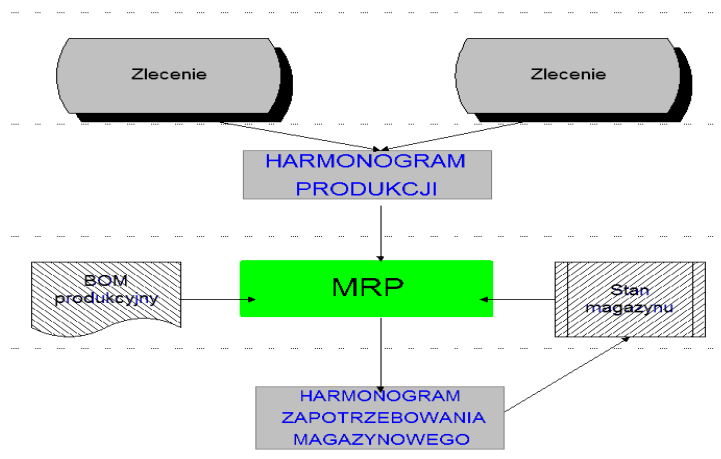 Zlecenie
Zlecenie
HARMONOGRAM
PRODUKCJI
BOM
produkcyjny
MRP
Stan
magazynu
HARMONOGRAM
ZAPOTRZEBOWANIA
MAGAZYNOWEGO